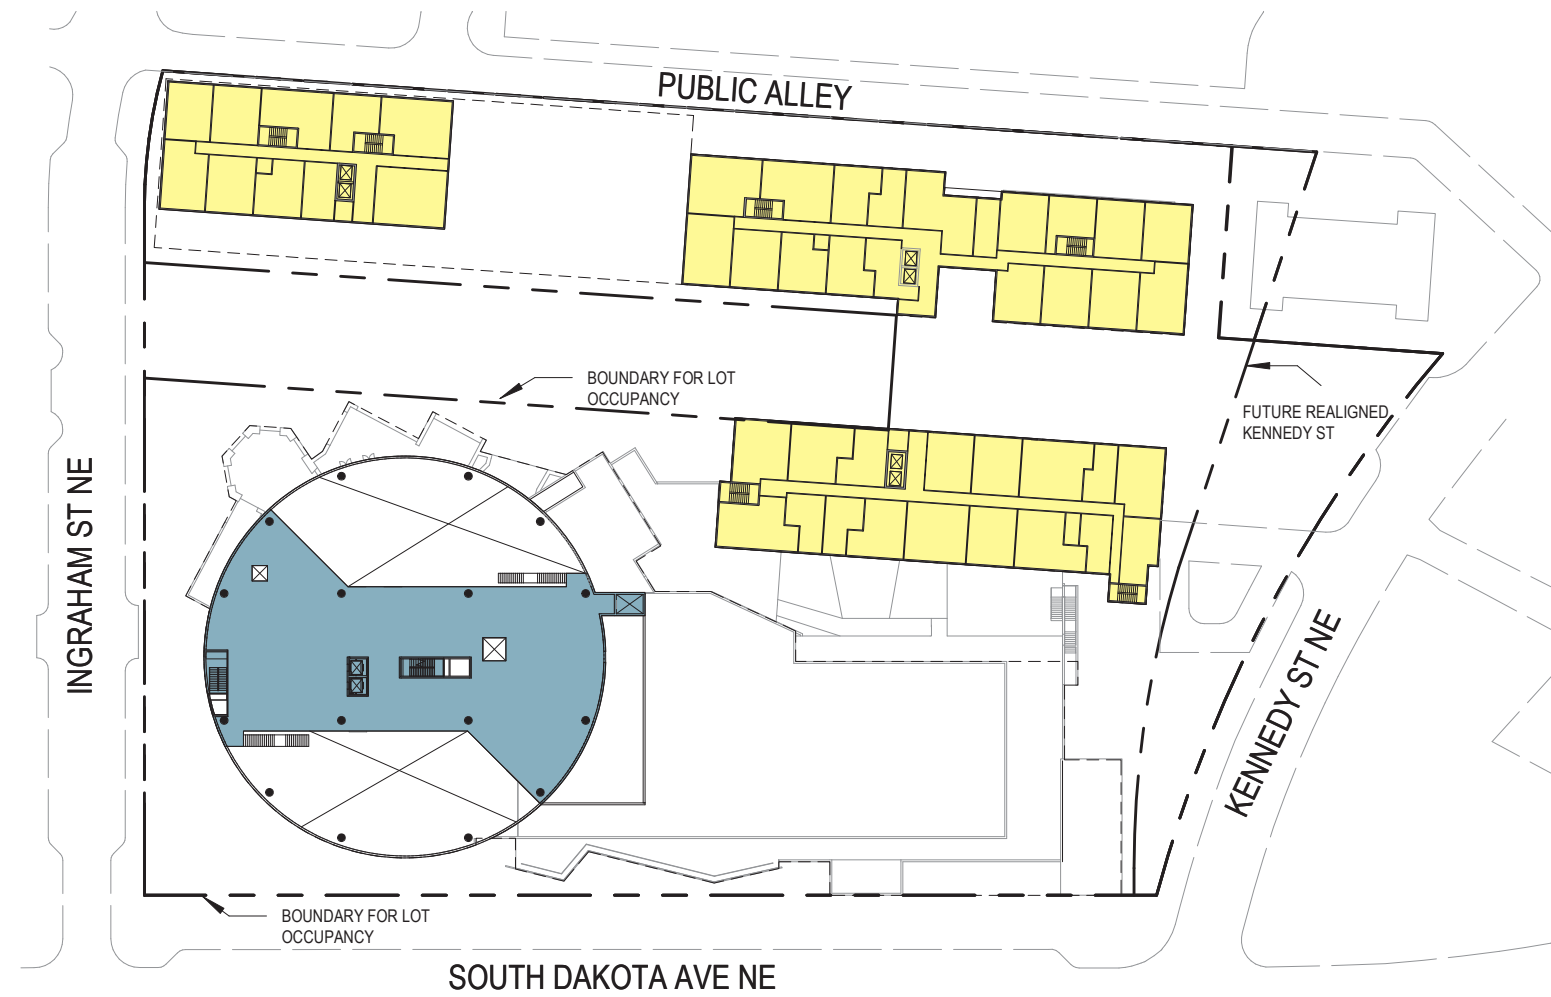 PUBLIC ALLEY
BOUNDARY FOR LOT
OCCUPANCY
FUTURE REALIGNED
KENNEDY ST
INGRAHAM ST NE
KENNEDY ST NE
BOUNDARY FOR LOT
OCCUPANCY
SOUTH DAKOTA AVE NE